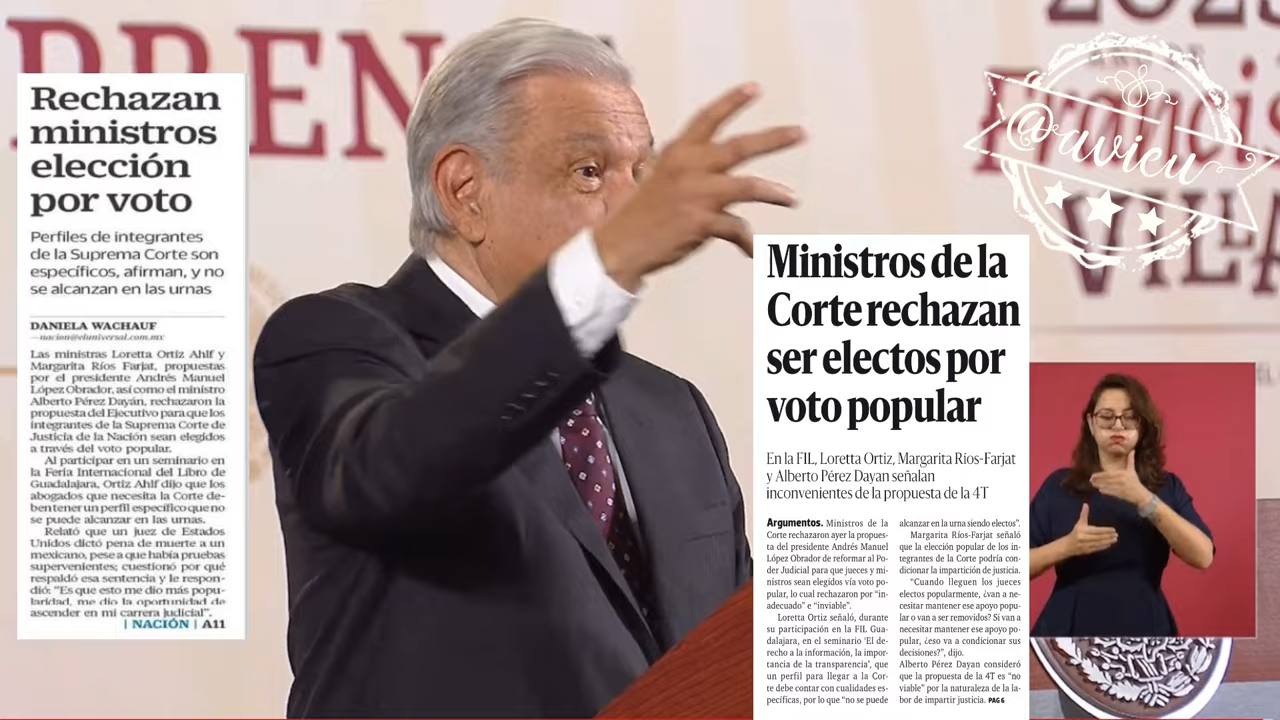 PREN
Rechazan
ministros
elección
por voto
Perfiles de integrantes
de la Suprema Corte son
específicos, afirman, y no
se alcanzan en las urnas
DANIELA WACHAUF
—nacion@eluniversal.com.mx
Las ministras Loretta Ortiz Ahlf y
Margarita Ríos Farjat, propuestas
por el presidente Andrés Manuel
López Obrador, así como el ministro
Alberto Pérez Dayán, rechazaron la
propuesta del Ejecutivo para que los
integrantes de la Suprema Corte de
Justicia de la Nación sean elegidos
a través del voto popular.
Al participar en un seminario en
la Feria Internacional del Libro de
Guadalajara, Ortiz Ahlf dijo que los
abogados que necesita la Corte de-
ben tener un perfil específico que no
se puede alcanzar en las urnas.
Relató que un juez de Estados
Unidos dictó pena de muerte a un
mexicano, pese a que había pruebas
supervenientes; cuestionó por qué
respaldó esa sentencia y le respon-
dió: "Es que esto me dio más popu-
laridad, me dio la oportunidad de
ascender en mi carrera judicial".
| NACIÓN | A11
2023
Francisco
VILLA
@avieu
Ministros de la
Corte rechazan
ser electos por
voto popular
En la FIL, Loretta Ortiz, Margarita Ríos-Farjat
y Alberto Pérez Dayan señalan
inconvenientes de la propuesta de la 4T
Argumentos. Ministros de la
Corte rechazaron ayer la propues-
ta del presidente Andrés Manuel
López Obrador de reformar al Po-
der Judicial para que jueces y mi-
nistros sean elegidos vía voto po-
pular, lo cual rechazaron por "in-
adecuado" e "inviable".
Loretta Ortiz señaló, durante
su participación en la FIL Gua-
dalajara, en el seminario 'El de-
recho a la información, la impor-
tancia de la transparencia', que
un perfil para llegar a la Cor-
te debe contar con cualidades es-
pecíficas, por lo que "no se puede
alcanzar en la urna siendo electos".
Margarita Ríos-Farjat señaló
que la elección popular de los in-
tegrantes de la Corte podría con-
dicionar la impartición de justicia.
"Cuando lleguen los jueces
electos popularmente, ¿van a ne-
cesitar mantener ese apoyo popu-
lar o van a ser removidos? Si van a
necesitar mantener ese apoyo po-
pular, ¿eso va a condicionar sus
decisiones?", dijo.
Alberto Pérez Dayan consideró
que la propuesta de la 4T es "no
viable" por la naturaleza de la la-
bor de impartir justicia. PAG 6